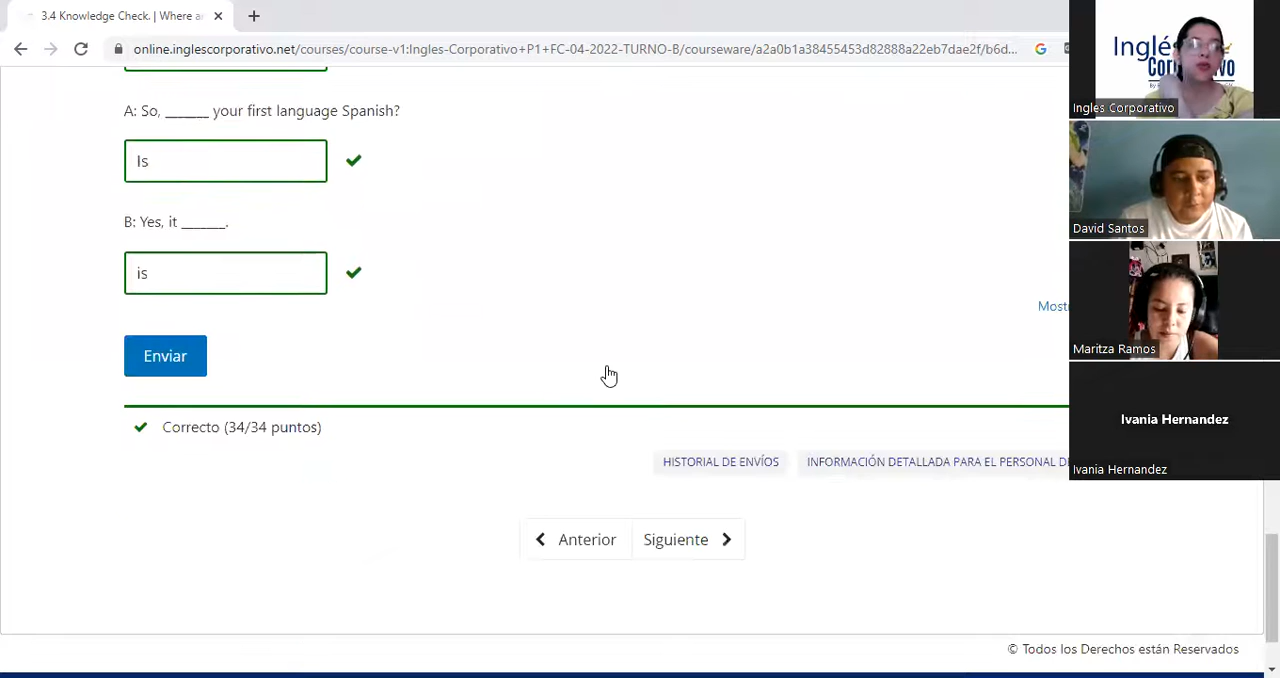 3.4 Knowledge Check. | Where a
online.inglescorporativo.net/courses/course-v1:Ingles-Corporativo+P1+FC-04-2022-TURNO-B/courseware/a2a0b1a38455453d82888a22eb7dae2f/b6d...
A: So, ______ your first language Spanish?
Is
B: Yes, it ______.
is
Most
Enviar
Correcto (34/34 puntos)
HISTORIAL DE ENVÍOS
INFORMACIÓN DETALLADA PARA EL PERSONAL DE
Anterior
Siguiente
© Todos los Derechos están Reservados
Inglés
Corporativo
Ingles Corporativo
David Santos
Maritza Ramos
Ivania Hernandez
Ivania Hernandez